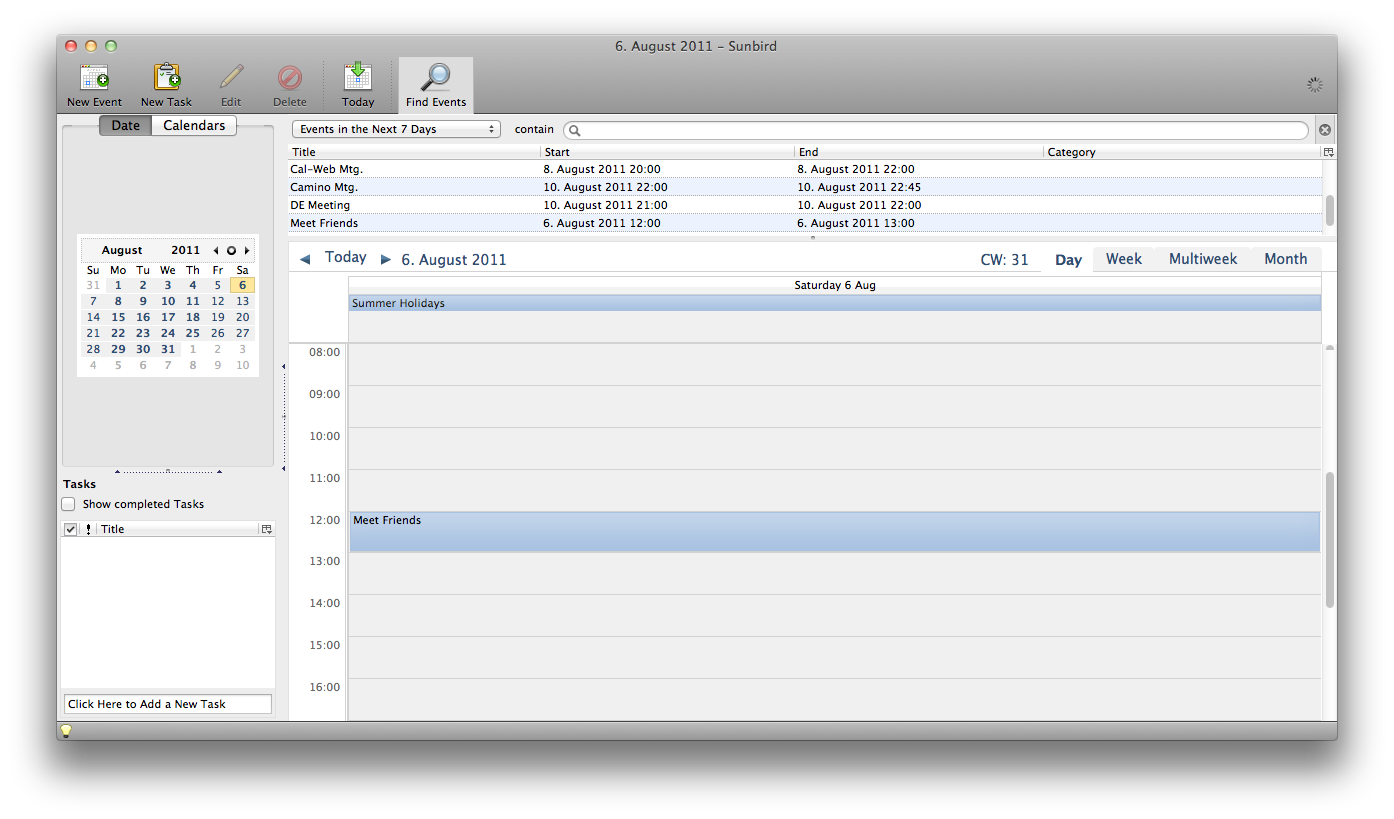 6. August 2011 – Sunbird
New Event New Task Edit Delete Today Find Events
Date Calendars
Events in the Next 7 Days contain
Title Start End Category
Cal-Web Mtg. 8. August 2011 20:00 8. August 2011 22:00
Camino Mtg. 10. August 2011 22:00 10. August 2011 22:45
DE Meeting 10. August 2011 21:00 10. August 2011 22:00
Meet Friends 6. August 2011 12:00 6. August 2011 13:00
August 2011
Su Mo Tu We Th Fr Sa
31 1 2 3 4 5 6
7 8 9 10 11 12 13
14 15 16 17 18 19 20
21 22 23 24 25 26 27
28 29 30 31 1 2 3
4 5 6 7 8 9 10
Today 6. August 2011 CW: 31 Day Week Multiweek Month
Saturday 6 Aug
Summer Holidays
08:00
09:00
10:00
11:00
12:00 Meet Friends
13:00
14:00
15:00
16:00
Tasks
Show completed Tasks
! Title
Click Here to Add a New Task